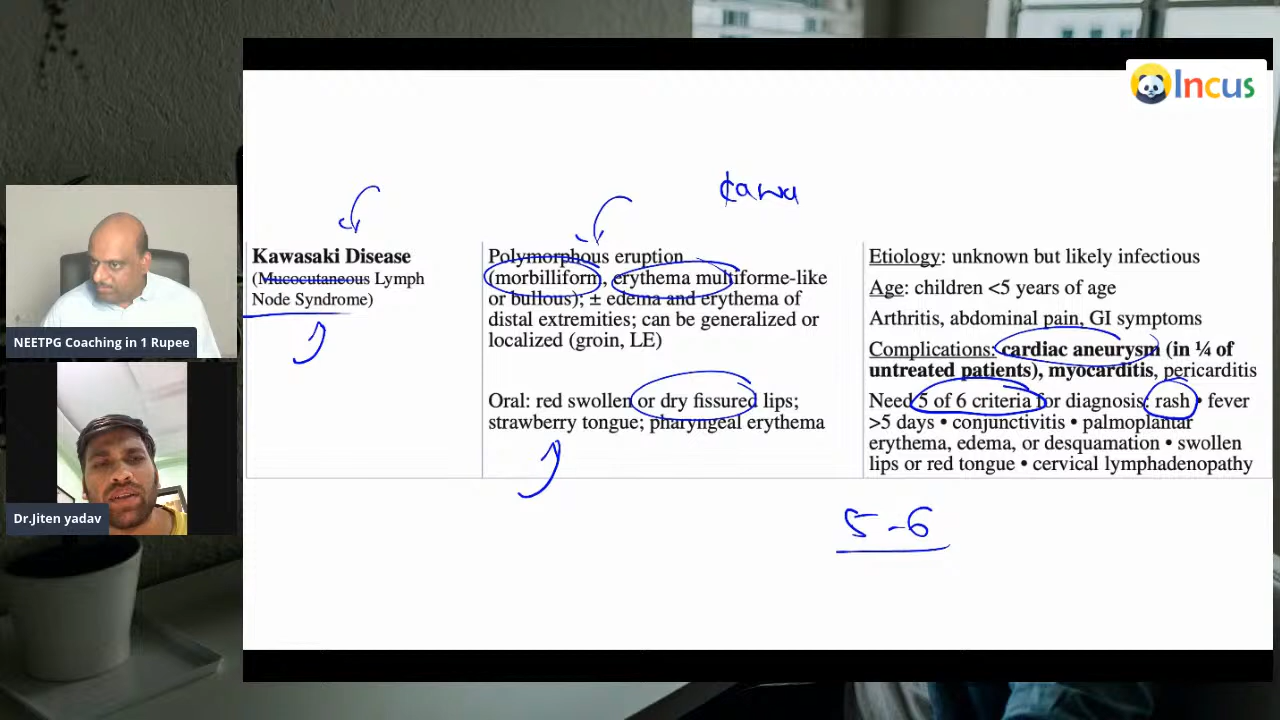 Incus
¢awa
Kawasaki Disease
(Mucocutaneous Lymph
Node Syndrome)
Polymorphous eruption
(morbilliform, erythema multiforme-like
or bullous); ± edema and erythema of
distal extremities; can be generalized or
localized (groin, LE)
Oral: red swollen or dry fissured lips;
strawberry tongue; pharyngeal erythema
Etiology: unknown but likely infectious
Age: children <5 years of age
Arthritis, abdominal pain, GI symptoms
Complications: cardiac aneurysm (in ¼ of
untreated patients), myocarditis, pericarditis
Need 5 of 6 criteria for diagnosis: rash • fever
>5 days • conjunctivitis • palmoplantar
erythema, edema, or desquamation • swollen
lips or red tongue • cervical lymphadenopathy
5-6
NEETPG Coaching in 1 Rupee
Dr.Jiten yadav